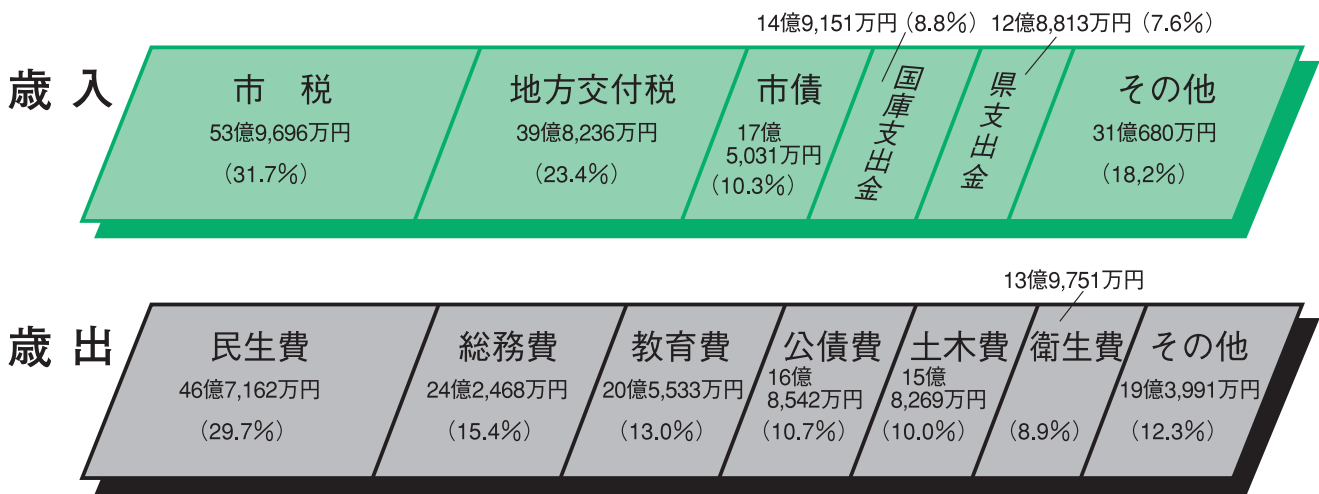 14億9,151万円（8.8%） 12億8,813万円（7.6%）
歳入
市　税
53億9,696万円
（31.7%）
地方交付税
39億8,236万円
（23.4%）
市債
17億
5,031万円
（10.3%）
国庫支出金
県支出金
その他
31億680万円
（18,2%）
13億9,751万円
歳出
民生費
46億7,162万円
（29.7%）
総務費
24億2,468万円
（15.4%）
教育費
20億5,533万円
（13.0%）
公債費
16億
8,542万円
（10.7%）
土木費
15億
8,269万円
（10.0%）
衛生費
（8.9%）
その他
19億3,991万円
（12.3%）